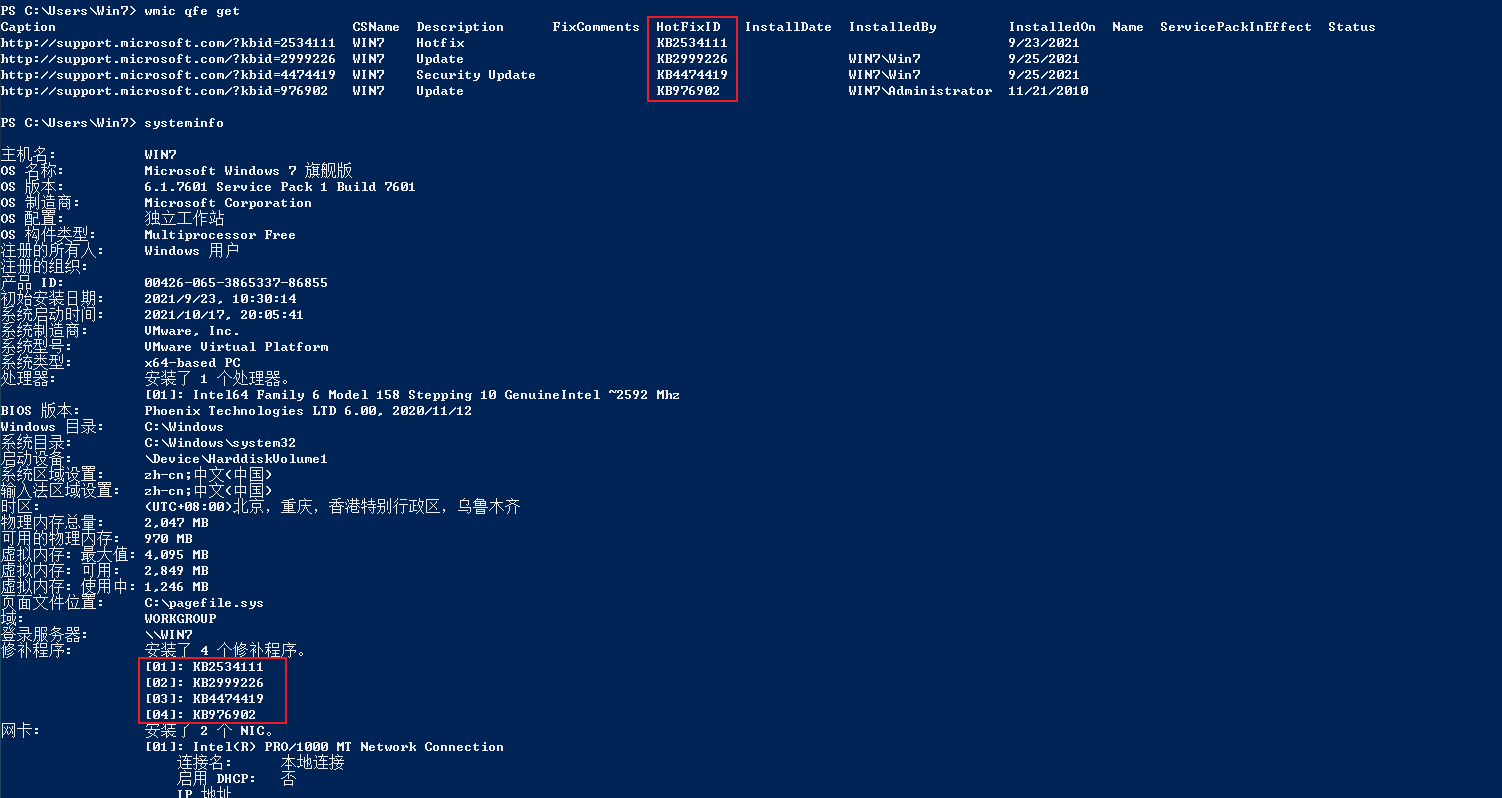 PS C:\Users\Win7> wmic qfe get
Caption CSName Description FixComments HotFixID InstallDate InstalledBy InstalledOn Name ServicePackInEffect Status
http://support.microsoft.com/?kbid=2534111 WIN7 Hotfix KB2534111 9/23/2021
http://support.microsoft.com/?kbid=2999226 WIN7 Update KB2999226 WIN7\Win7 9/25/2021
http://support.microsoft.com/?kbid=4474419 WIN7 Security Update KB4474419 WIN7\Win7 9/25/2021
http://support.microsoft.com/?kbid=976902 WIN7 Update KB976902 WIN7\Administrator 11/21/2010
PS C:\Users\Win7> systeminfo
主机名: WIN7
OS 名称: Microsoft Windows 7 旗舰版
OS 版本: 6.1.7601 Service Pack 1 Build 7601
OS 制造商: Microsoft Corporation
OS 配置: 独立工作站
OS 构件类型: Multiprocessor Free
注册的所有人: Windows 用户
注册的组织:
产品 ID: 00426-065-3865337-86855
初始安装日期: 2021/9/23, 10:30:14
系统启动时间: 2021/10/17, 20:05:41
系统制造商: VMware, Inc.
系统型号: VMware Virtual Platform
系统类型: x64-based PC
处理器: 安装了 1 个处理器。
[01]: Intel64 Family 6 Model 158 Stepping 10 GenuineIntel ~2592 Mhz
BIOS 版本: Phoenix Technologies LTD 6.00, 2020/11/12
Windows 目录: C:\Windows
系统目录: C:\Windows\system32
启动设备: \Device\HarddiskVolume1
系统区域设置: zh-cn;中文(中国)
输入法区域设置: zh-cn;中文(中国)
时区: (UTC+08:00)北京，重庆，香港特别行政区，乌鲁木齐
物理内存总量: 2,047 MB
可用的物理内存: 970 MB
虚拟内存: 最大值: 4,095 MB
虚拟内存: 可用: 2,849 MB
虚拟内存: 使用中: 1,246 MB
页面文件位置: C:\pagefile.sys
域: WORKGROUP
登录服务器: \\WIN7
修补程序: 安装了 4 个修补程序。
[01]: KB2534111
[02]: KB2999226
[03]: KB4474419
[04]: KB976902
网卡: 安装了 2 个 NIC。
[01]: Intel(R) PRO/1000 MT Network Connection
连接名: 本地连接
启用 DHCP: 否
IP 地址